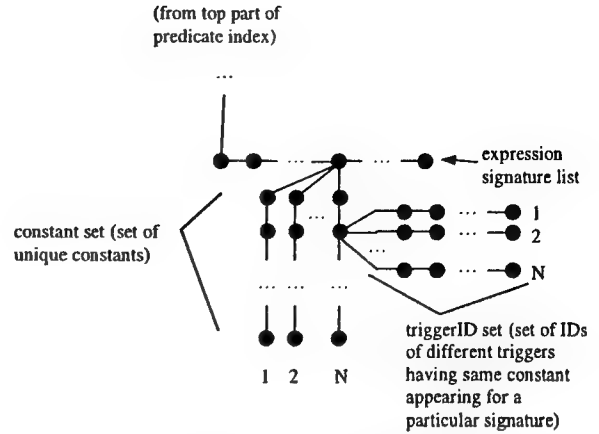 (from top part of
predicate index)
...
... ...
expression
signature list
constant set (set of
unique constants)
...
... 1
... 2
...
... N
... ...
triggerID set (set of IDs
of different triggers
having same constant
appearing for a
particular signature)
1 2 N